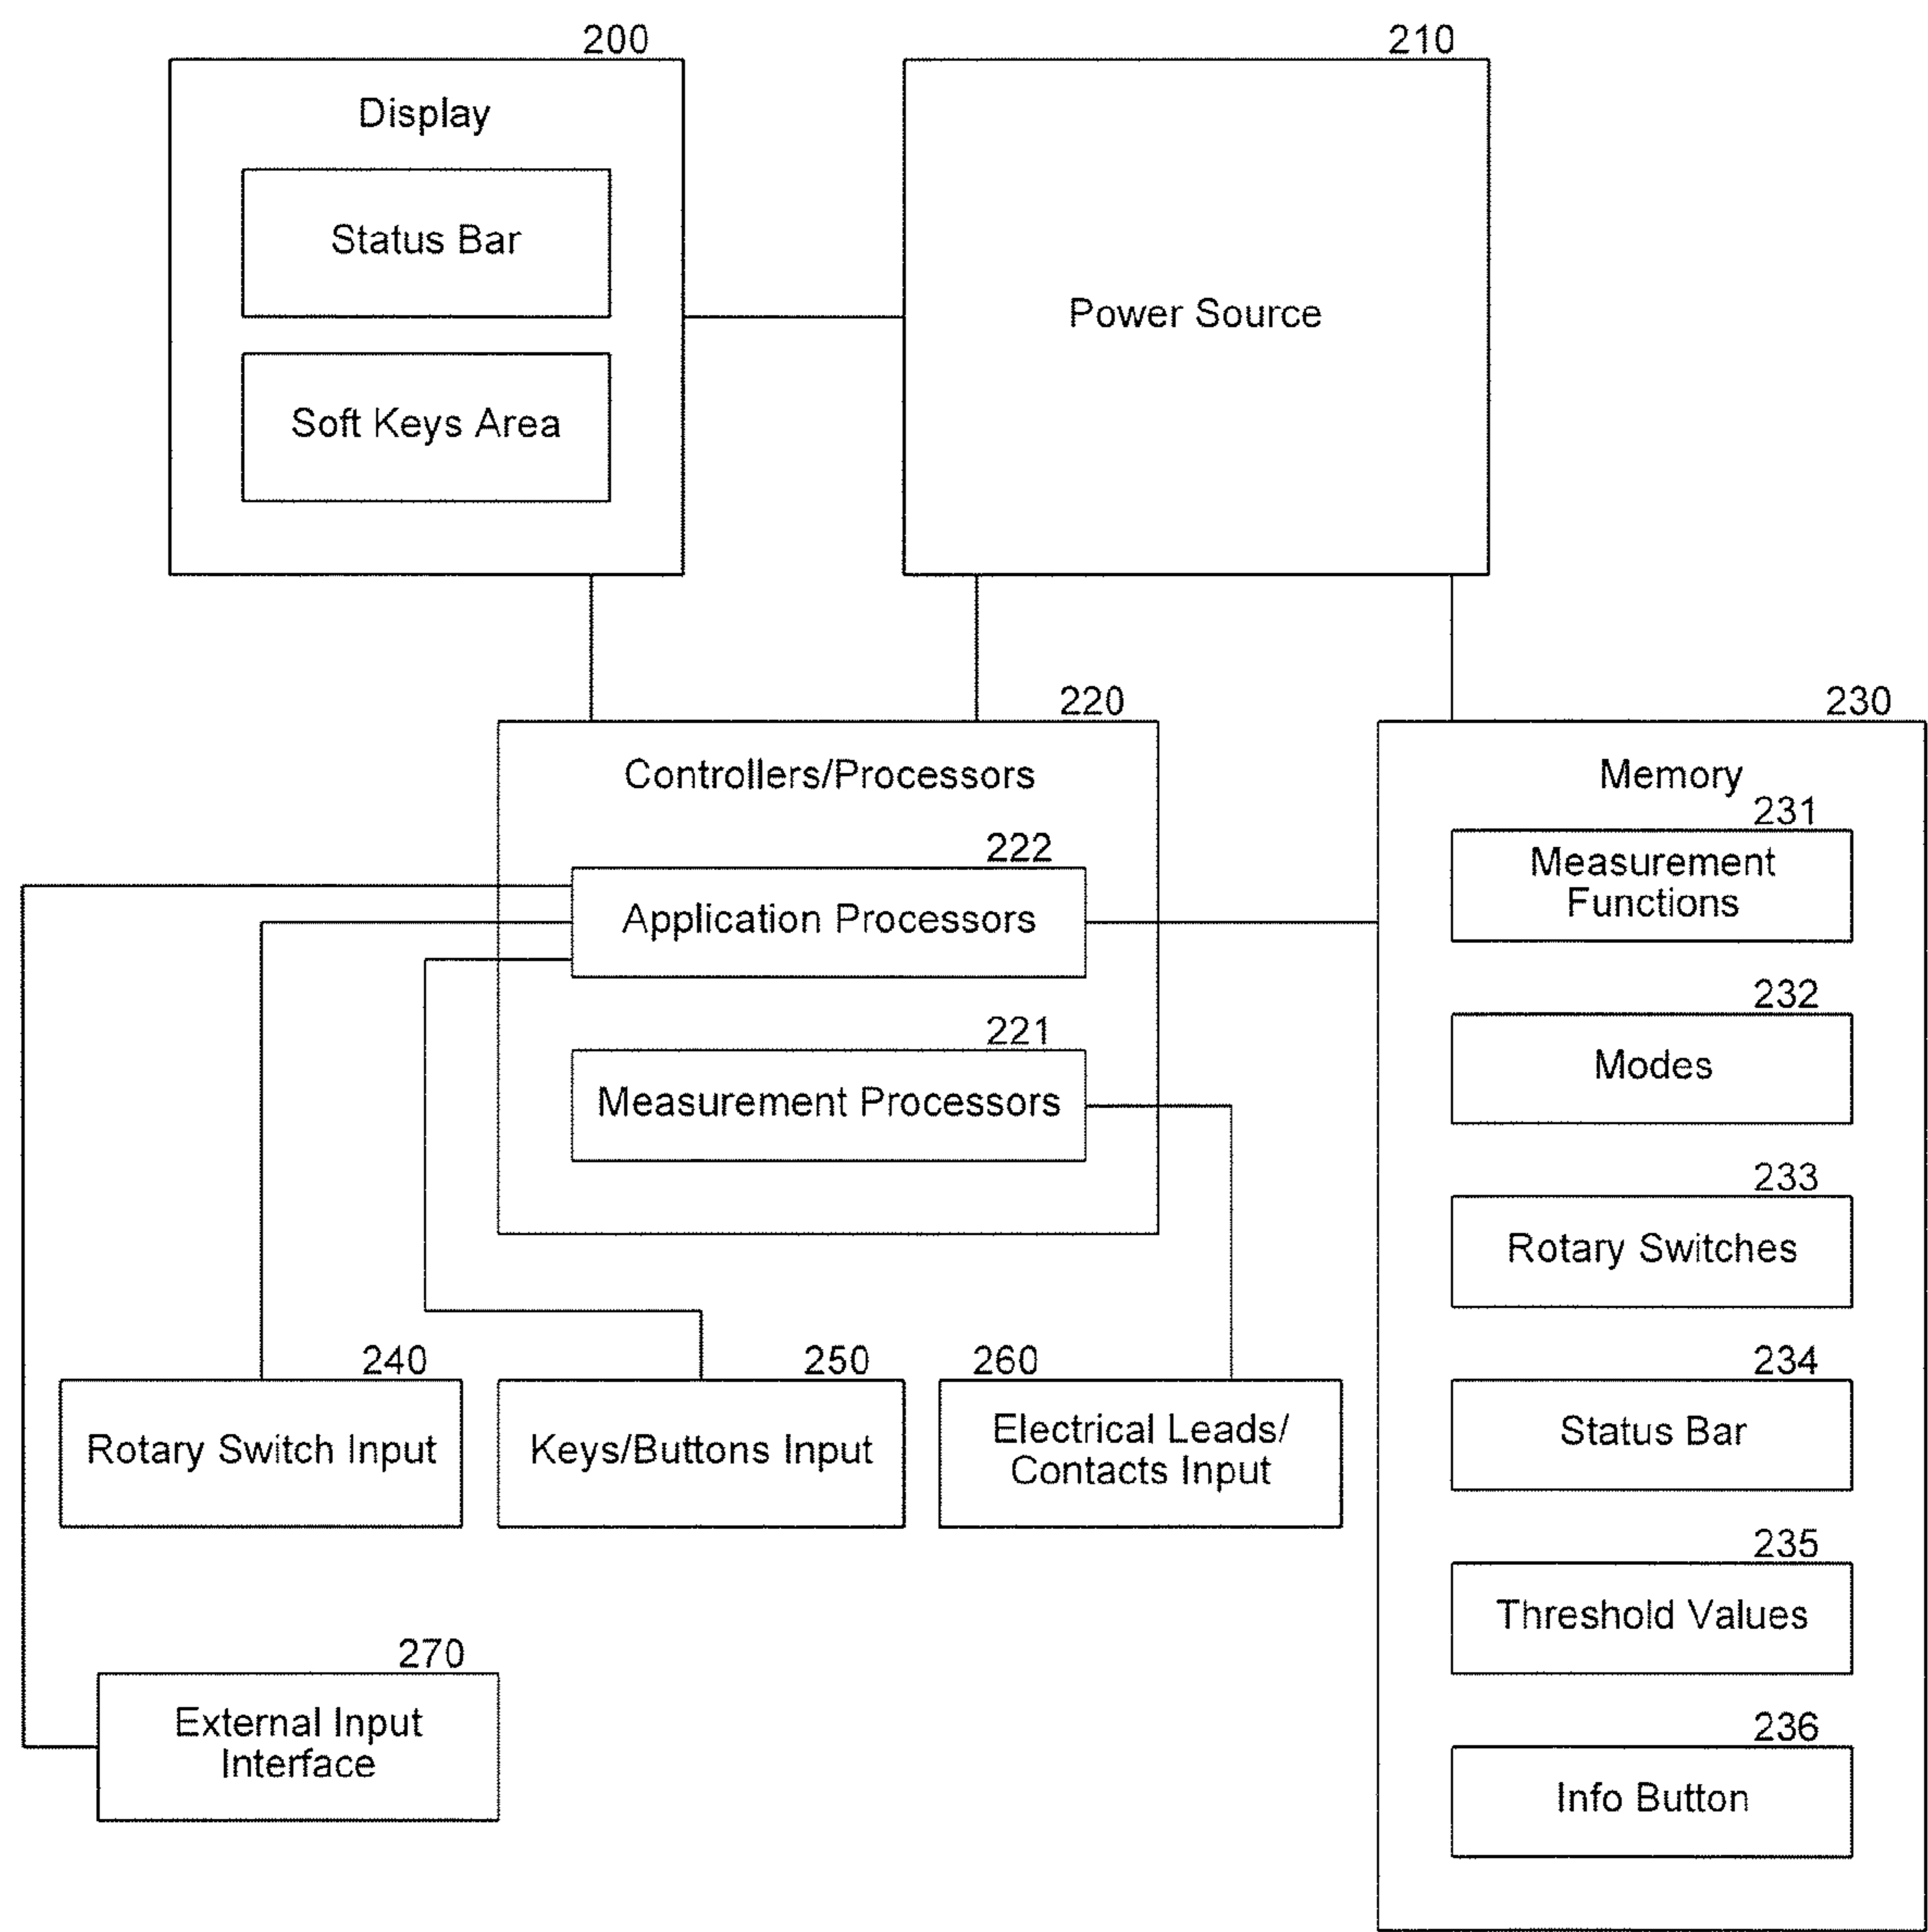 200
Display
Status Bar
Soft Keys Area
210
Power Source
220
Controllers/Processors
222
Application Processors
221
Measurement Processors
230
Memory
231
Measurement
Functions
232
Modes
233
Rotary Switches
234
Status Bar
235
Threshold Values
236
Info Button
240
Rotary Switch Input
250
Keys/Buttons Input
260
Electrical Leads/
Contacts Input
270
External Input
Interface